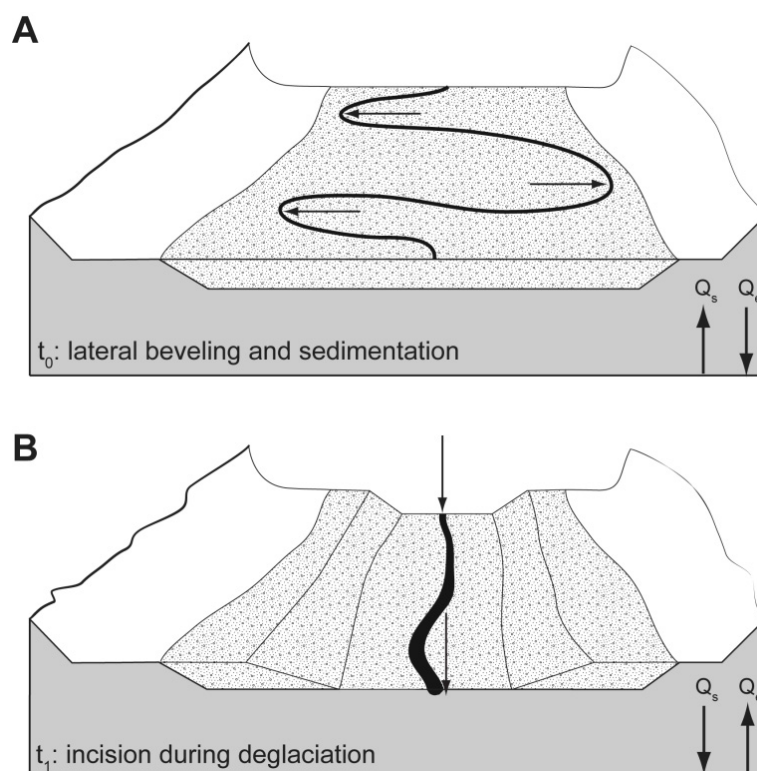 A
Qs
t0: lateral beveling and sedimentation
B
Qs
t1: incision during deglaciation